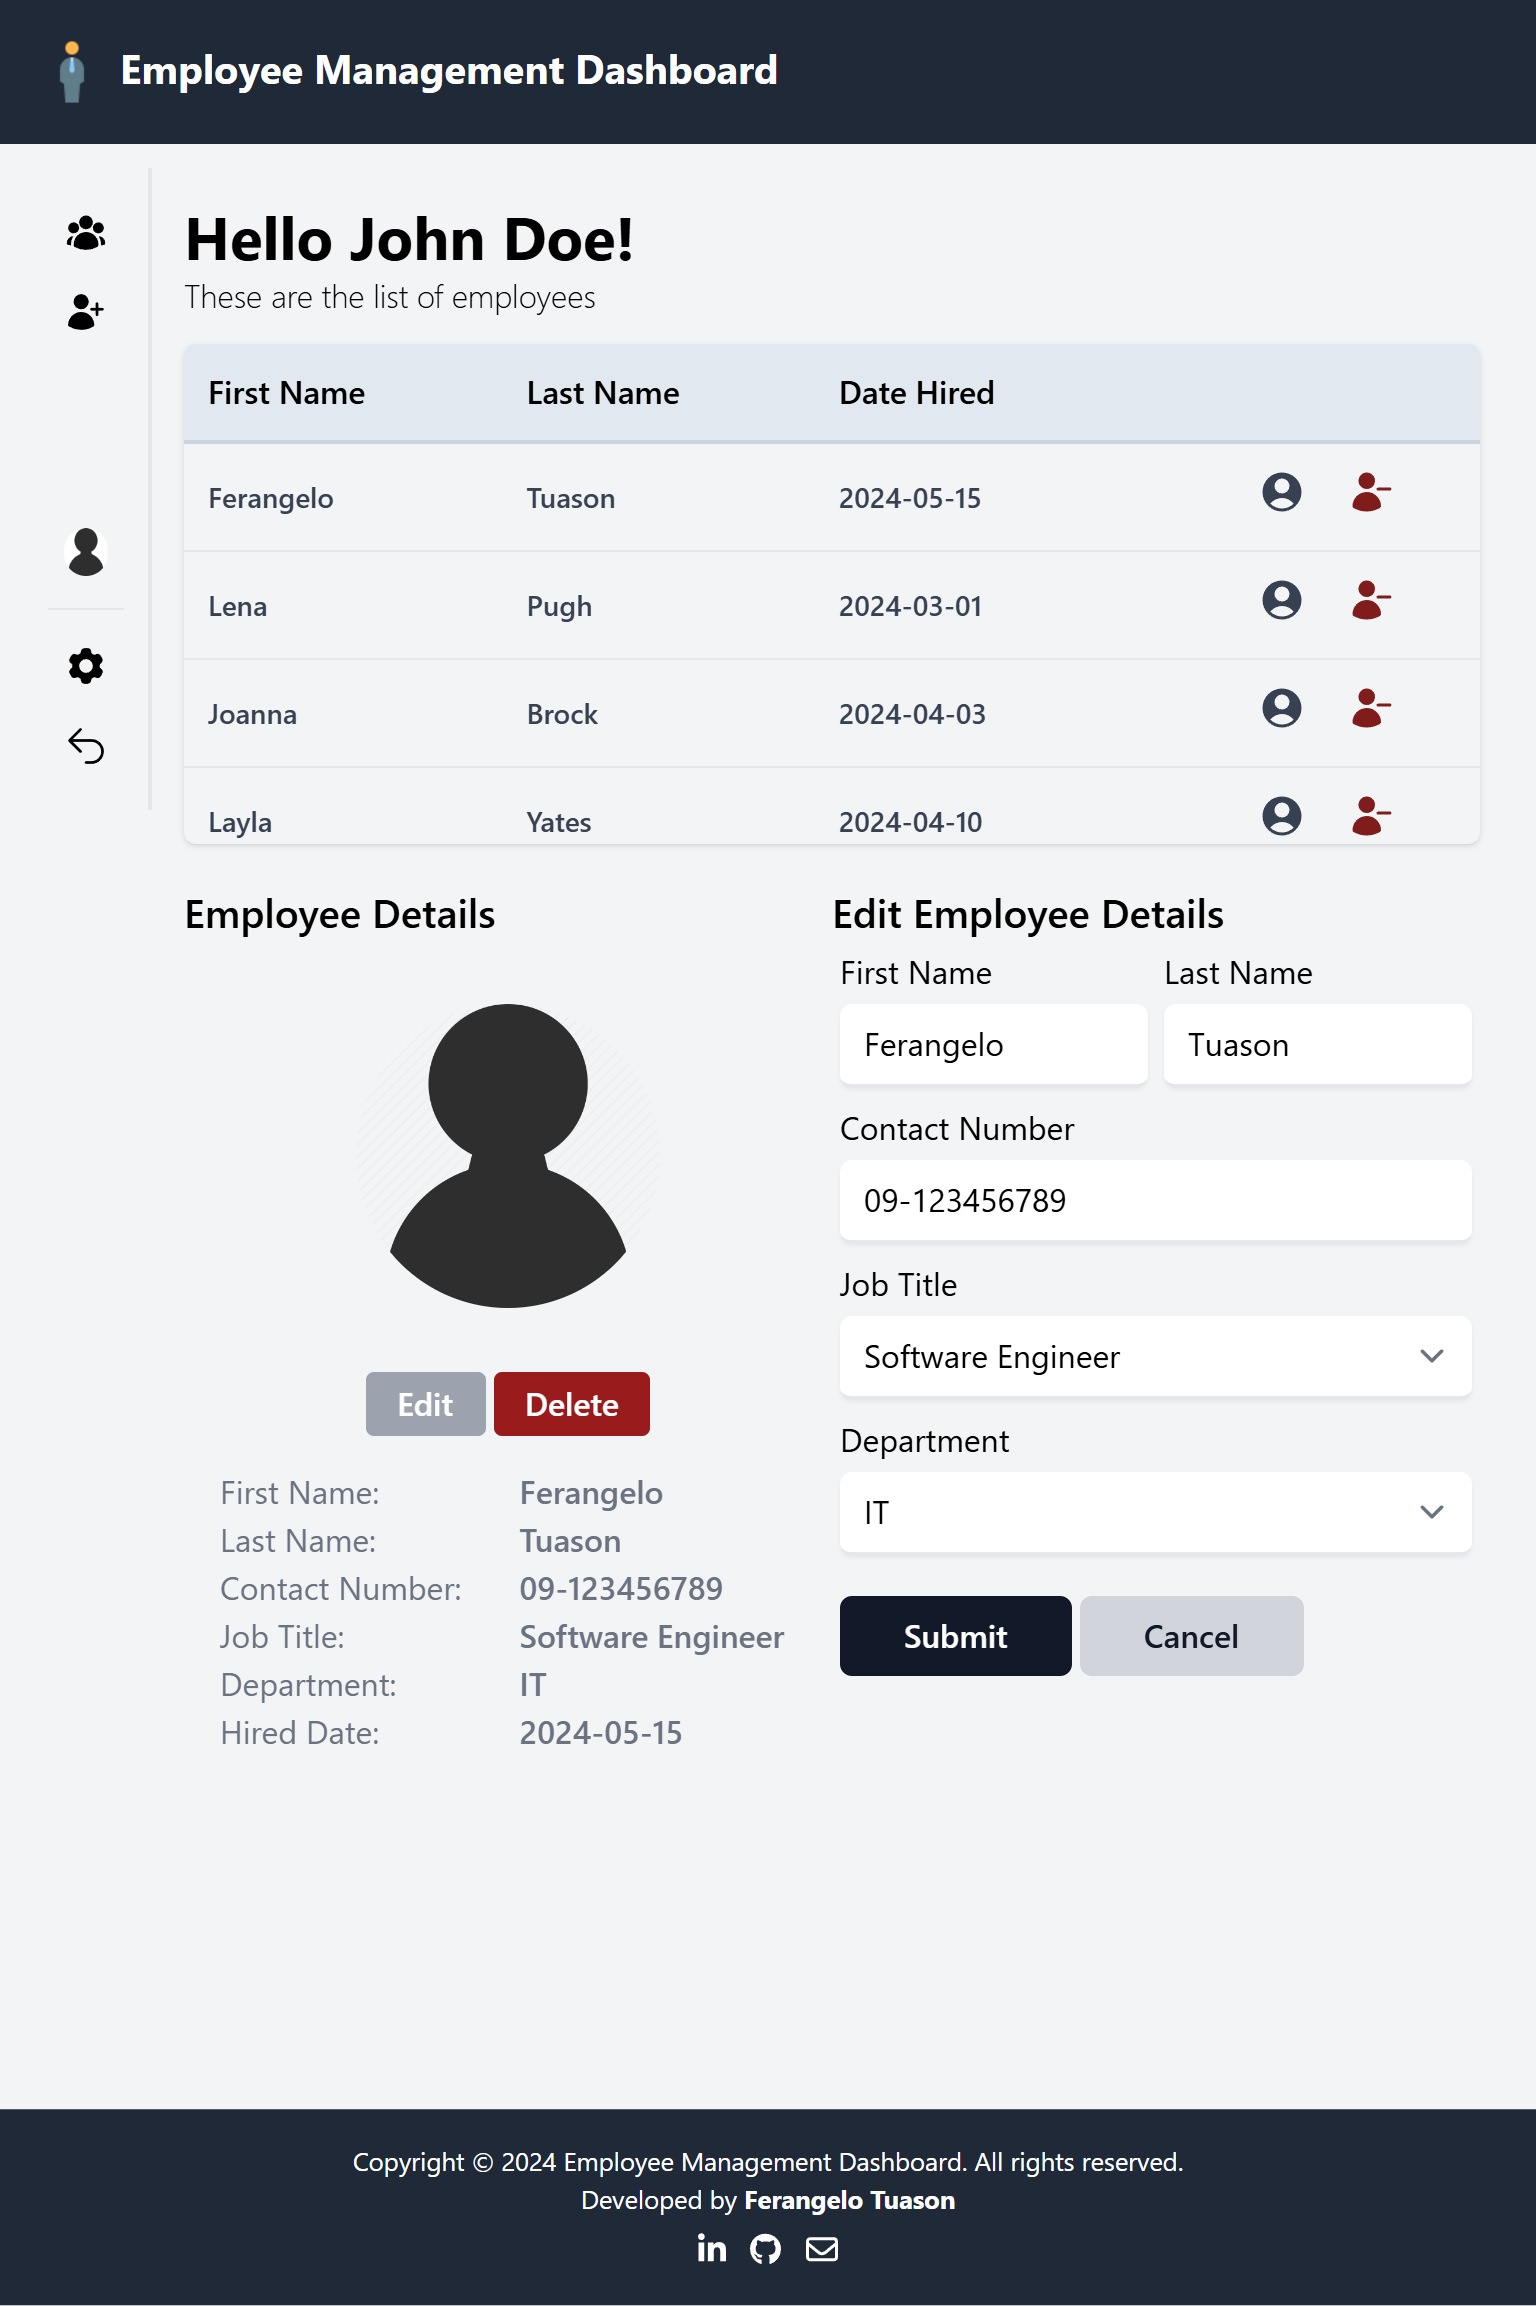 Employee Management Dashboard
Hello John Doe!
These are the list of employees
First Name Last Name Date Hired
Ferangelo Tuason 2024-05-15
Lena Pugh 2024-03-01
Joanna Brock 2024-04-03
Layla Yates 2024-04-10
Employee Details
Edit Delete
First Name: Ferangelo
Last Name: Tuason
Contact Number: 09-123456789
Job Title: Software Engineer
Department: IT
Hired Date: 2024-05-15
Edit Employee Details
First Name Last Name
Ferangelo Tuason
Contact Number
09-123456789
Job Title
Software Engineer
Department
IT
Submit Cancel
Copyright © 2024 Employee Management Dashboard. All rights reserved.
Developed by Ferangelo Tuason